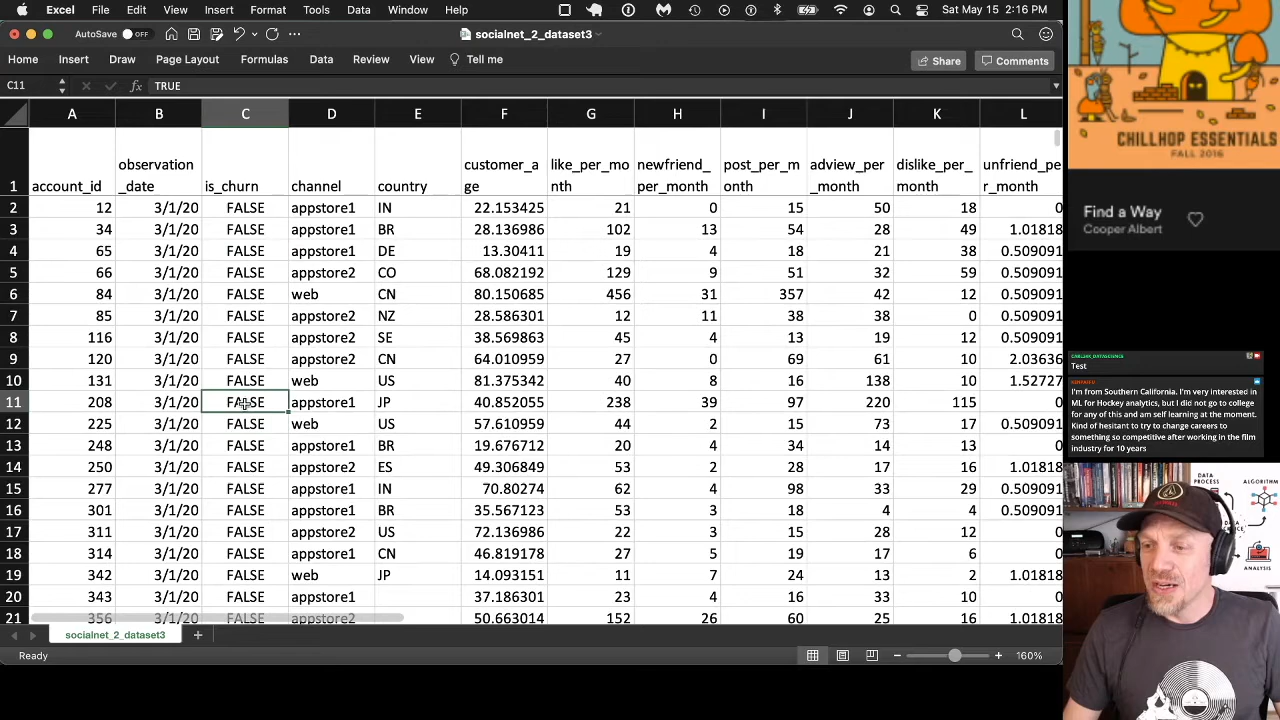 Excel File Edit View Insert Format Tools Data Window Help Sat May 15 2:16 PM
AutoSave OFF socialnet_2_dataset3
Home Insert Draw Page Layout Formulas Data Review View Tell me Share Comments
C11 fx TRUE
A B C D E F G H I J K L
1 account_id observation_date is_churn channel country customer_age like_per_month newfriend_per_month post_per_month adview_per_month dislike_per_month unfriend_per_month
2 12 3/1/20 FALSE appstore1 IN 22.153425 21 0 15 50 18 0
3 34 3/1/20 FALSE appstore1 BR 28.136986 102 13 54 28 49 1.01818
4 65 3/1/20 FALSE appstore1 DE 13.30411 19 4 18 21 38 0.509091
5 66 3/1/20 FALSE appstore2 CO 68.082192 129 9 51 32 59 0.509091
6 84 3/1/20 FALSE web CN 80.150685 456 31 357 42 12 0.509091
7 85 3/1/20 FALSE appstore2 NZ 28.586301 12 11 38 38 0 0.509091
8 116 3/1/20 FALSE appstore2 SE 38.569863 45 4 13 19 12 0.509091
9 120 3/1/20 FALSE appstore2 CN 64.010959 27 0 69 61 10 2.03636
10 131 3/1/20 FALSE web US 81.375342 40 8 16 138 10 1.52727
11 208 3/1/20 FALSE appstore1 JP 40.852055 238 39 97 220 115 0
12 225 3/1/20 FALSE web US 57.610959 44 2 15 73 17 0.509091
13 248 3/1/20 FALSE appstore1 BR 19.676712 20 4 34 14 13 0
14 250 3/1/20 FALSE appstore2 ES 49.306849 53 2 28 17 16 1.01818
15 277 3/1/20 FALSE appstore1 IN 70.80274 62 4 98 33 29 0.509091
16 301 3/1/20 FALSE appstore1 BR 35.567123 53 3 18 4 4 0.509091
17 311 3/1/20 FALSE appstore2 US 72.136986 22 3 15 28 12 0
18 314 3/1/20 FALSE appstore1 CN 46.819178 27 5 19 17 6 0
19 342 3/1/20 FALSE web JP 14.093151 11 7 24 13 2 1.01818
20 343 3/1/20 FALSE appstore1 37.186301 23 4 16 33 10 0
21 356 3/1/20 FALSE appstore2 50.663014 152 26 60 25 16 0
socialnet_2_dataset3 +
Ready 160%
CHILLHOP ESSENTIALS
FALL 2016
Find a Way
Cooper Albert
Test
I'm from Southern California. I'm very interested in
ML for Hockey analytics, but I did not go to college
for any of this and am self learning at the moment.
Kind of hesitant to try to change careers to
something so competitive after working in the film
industry for 10 years
DATA
PROCESS
ALGORITHM
ANALYSIS